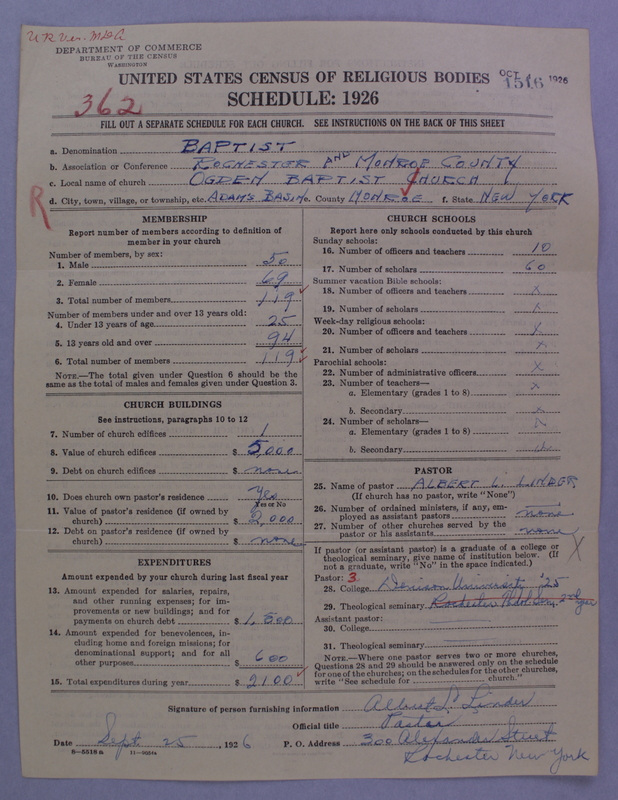 DEPARTMENT OF COMMERCE
BUREAU OF THE CENSUS
WASHINGTON
UNITED STATES CENSUS OF RELIGIOUS BODIES
OCT 1926
SCHEDULE: 1926
362
FILL OUT A SEPARATE SCHEDULE FOR EACH CHURCH. SEE INSTRUCTIONS ON THE BACK OF THIS SHEET
a. Denomination BAPTIST
b. Association or Conference ROCHESTER AND MONROE COUNTY
c. Local name of church OGDEN BAPTIST CHURCH
d. City, town, village, or township, etc. ADAMS BASIN e. County MONROE f. State NEW YORK
R
MEMBERSHIP
Report number of members according to definition of
member in your church
Number of members, by sex:
1. Male 50
2. Female 69
3. Total number of members 119
Number of members under and over 13 years old:
4. Under 13 years of age 25
5. 13 years old and over 94
6. Total number of members 119
NOTE.—The total given under Question 6 should be the
same as the total of males and females given under Question 3.
CHURCH BUILDINGS
See instructions, paragraphs 10 to 12
7. Number of church edifices 1
8. Value of church edifices $ 5,000
9. Debt on church edifices $ none
10. Does church own pastor's residence Yes
Yes or No
11. Value of pastor's residence (if owned by
church) $ 2,000
12. Debt on pastor's residence (if owned by
church) $ none
EXPENDITURES
Amount expended by your church during last fiscal year
13. Amount expended for salaries, repairs,
and other running expenses; for im-
provements or new buildings; and for
payments on church debt $ 1,500
14. Amount expended for benevolences, in-
cluding home and foreign missions; for
denominational support; and for all
other purposes $ 600
15. Total expenditures during year $ 2100
CHURCH SCHOOLS
Report here only schools conducted by this church
Sunday schools:
16. Number of officers and teachers 10
17. Number of scholars 60
Summer vacation Bible schools:
18. Number of officers and teachers x
19. Number of scholars x
Week-day religious schools:
20. Number of officers and teachers x
21. Number of scholars x
Parochial schools:
22. Number of administrative officers x
23. Number of teachers—
a. Elementary (grades 1 to 8) x
b. Secondary x
24. Number of scholars—
a. Elementary (grades 1 to 8)
b. Secondary
PASTOR
25. Name of pastor ALBERT L. LINDER
(If church has no pastor, write "None")
26. Number of ordained ministers, if any, em-
ployed as assistant pastors none
27. Number of other churches served by the
pastor or his assistants none
If pastor (or assistant pastor) is a graduate of a college or
theological seminary, give name of institution below. (If
not a graduate, write "No" in the space indicated.)
X
Pastor: 3
28. College Denison University '25
29. Theological seminary Rochester Theol. Sem. 2nd year
Assistant pastor:
30. College
31. Theological seminary
NOTE.—Where one pastor serves two or more churches,
Questions 28 and 29 should be answered only on the schedule
for one of the churches; on the schedules for the other churches,
write "See schedule for church."
Signature of person furnishing information Albert L. Linder
Official title Pastor
Date Sept 25, 1926 P. O. Address 300 Alexander Street
8—5518 a
Rochester New York